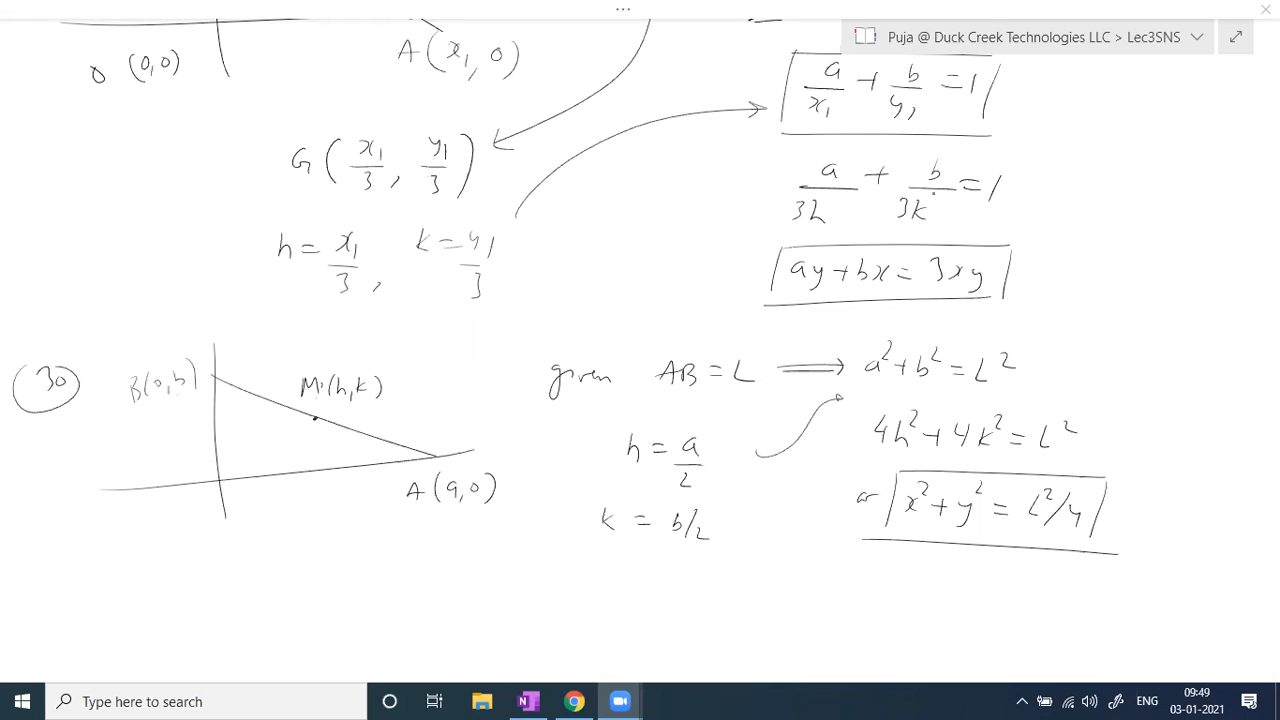 ...
Puja @ Duck Creek Technologies LLC > Lec3SNS
O (0,0)
A(x₁, 0)
a/x₁ + b/y₁ = 1
G(x₁/3, y₁/3)
a/3h + b/3k = 1
h = x₁/3, k = y₁/3
ay + bx = 3xy
(30)
B(0,b)
M(h,k)
A(a,0)
given AB = L ⟹ a² + b² = L²
h = a/2
4h² + 4k² = L²
k = b/2
or x² + y² = L²/4
Type here to search
ENG
09:49
03-01-2021